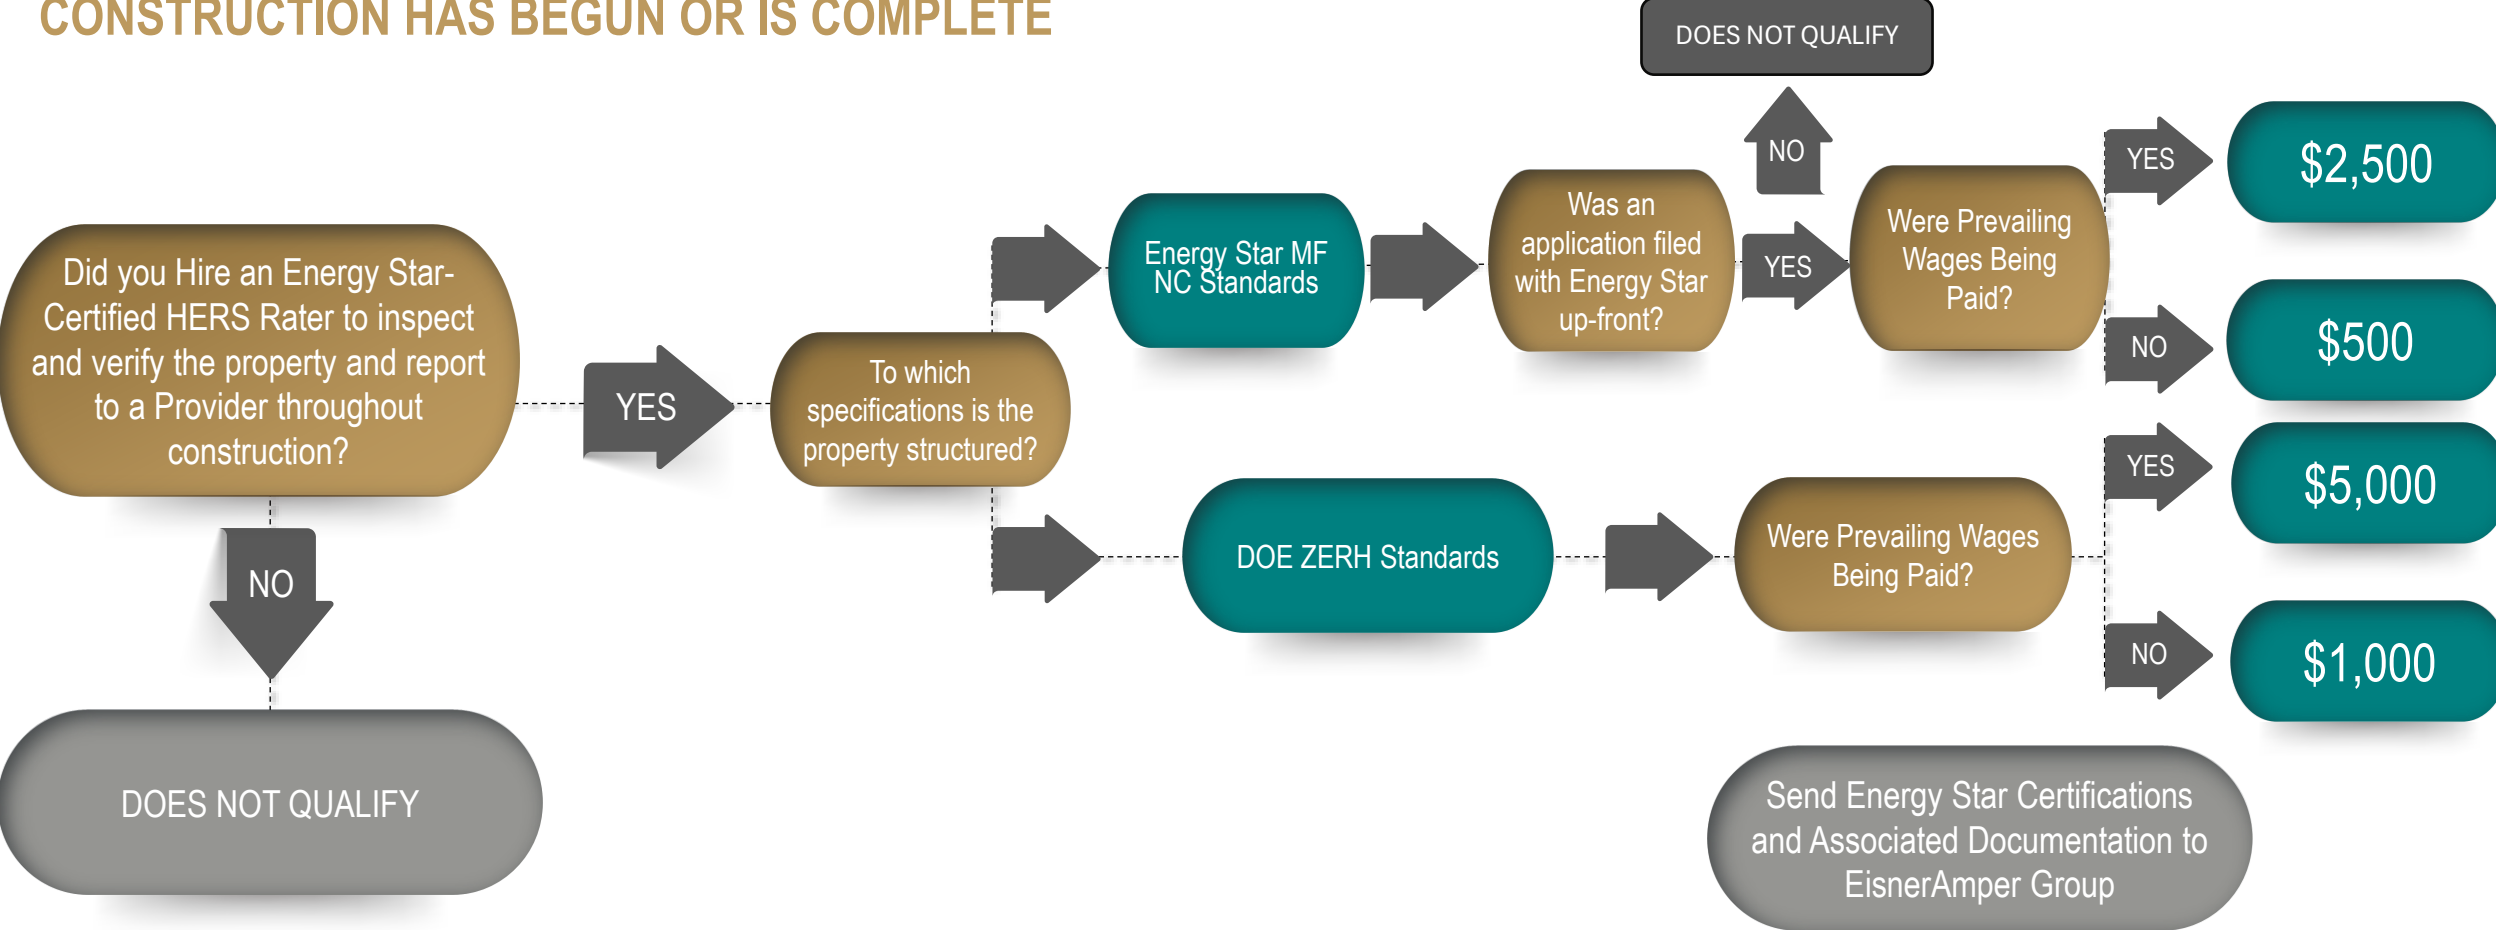 CONSTRUCTION HAS BEGUN OR IS COMPLETE
DOES NOT QUALIFY
NO
Did you Hire an Energy Star-
Certified HERS Rater to inspect
and verify the property and report
to a Provider throughout
construction?
YES
NO
DOES NOT QUALIFY
To which
specifications is the
property structured?
Energy Star MF
NC Standards
Was an
application filed
with Energy Star
up-front?
YES
Were Prevailing
Wages Being
Paid?
YES
$2,500
NO
$500
DOE ZERH Standards
Were Prevailing Wages
Being Paid?
YES
$5,000
NO
$1,000
Send Energy Star Certifications
and Associated Documentation to
EisnerAmper Group